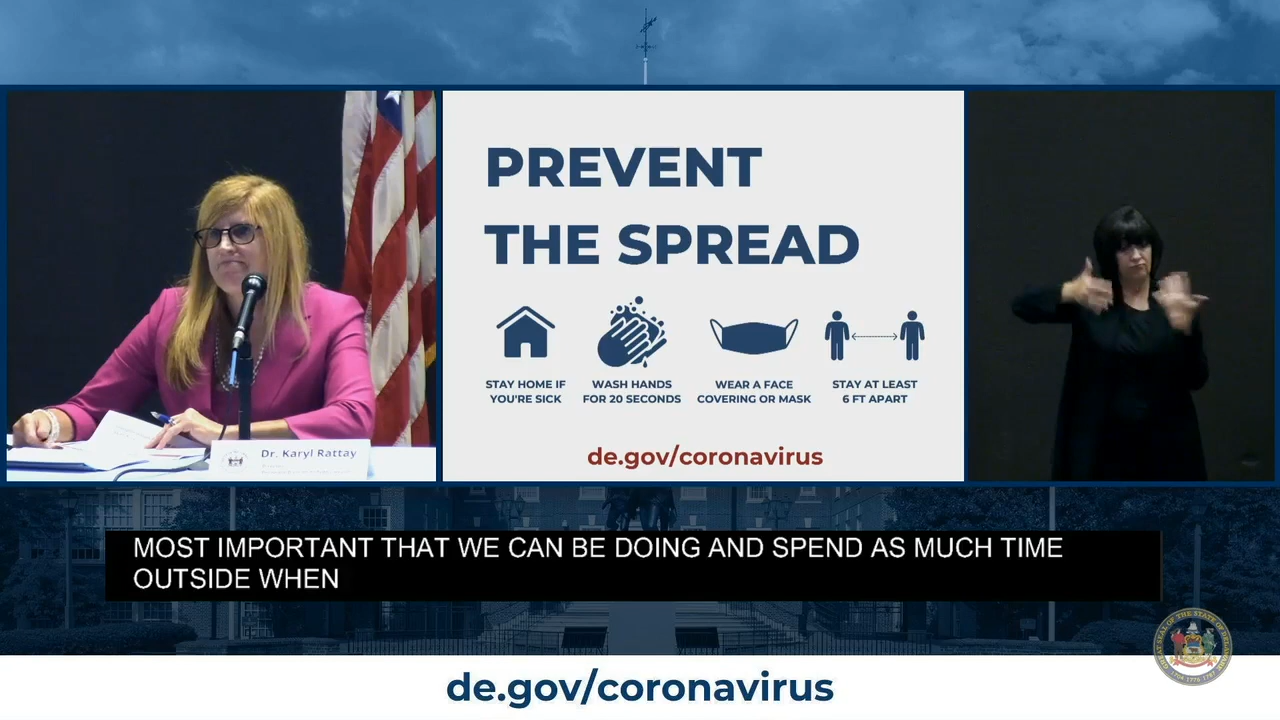 PREVENT
THE SPREAD
STAY HOME IF
YOU'RE SICK
WASH HANDS
FOR 20 SECONDS
WEAR A FACE
COVERING OR MASK
STAY AT LEAST
6 FT APART
de.gov/coronavirus
Dr. Karyl Rattay
MOST IMPORTANT THAT WE CAN BE DOING AND SPEND AS MUCH TIME
OUTSIDE WHEN
de.gov/coronavirus